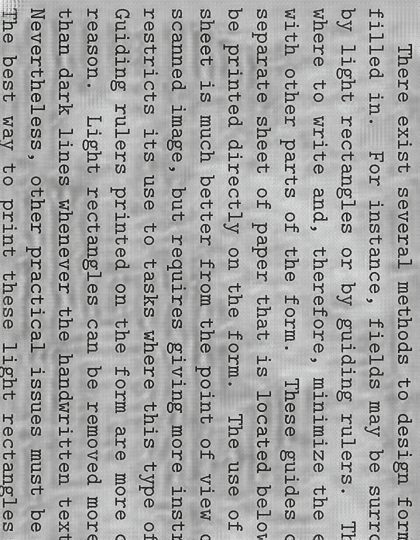 There exist several methods to design form
filled in. For instance, fields may be surro
by light rectangles or by guiding rulers. Th
where to write and, therefore, minimize the e
with other parts of the form. These guides c
separate sheet of paper that is located below
be printed directly on the form. The use of
sheet is much better from the point of view o
scanned image, but requires giving more instr
restricts its use to tasks where this type of
Guiding rulers printed on the form are more c
reason. Light rectangles can be removed more
than dark lines whenever the handwritten text
Nevertheless, other practical issues must be
The best way to print these light rectangles